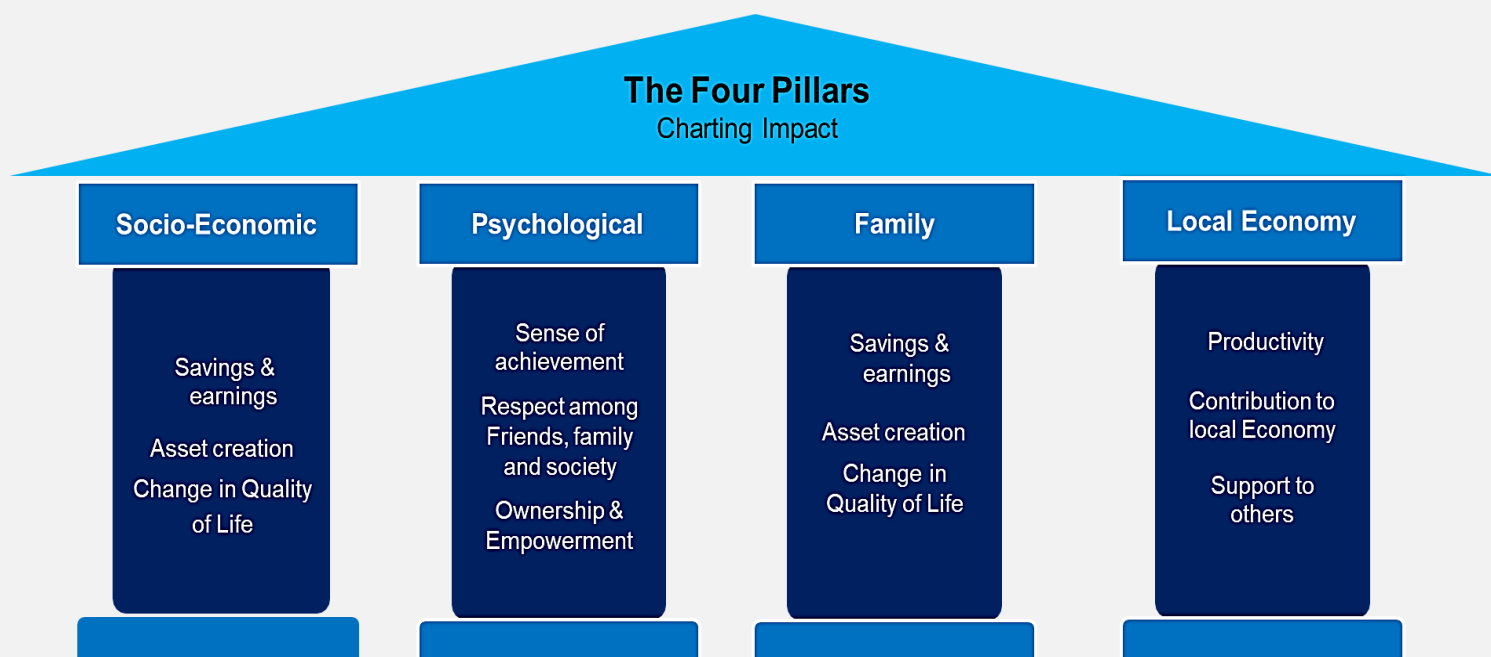 The Four Pillars
Charting Impact
Socio-Economic
Savings &
earnings
Asset creation
Change in Quality
of Life
Psychological
Sense of
achievement
Respect among
Friends, family
and society
Ownership &
Empowerment
Family
Savings &
earnings
Asset creation
Change in
Quality of Life
Local Economy
Productivity
Contribution to
local Economy
Support to
others